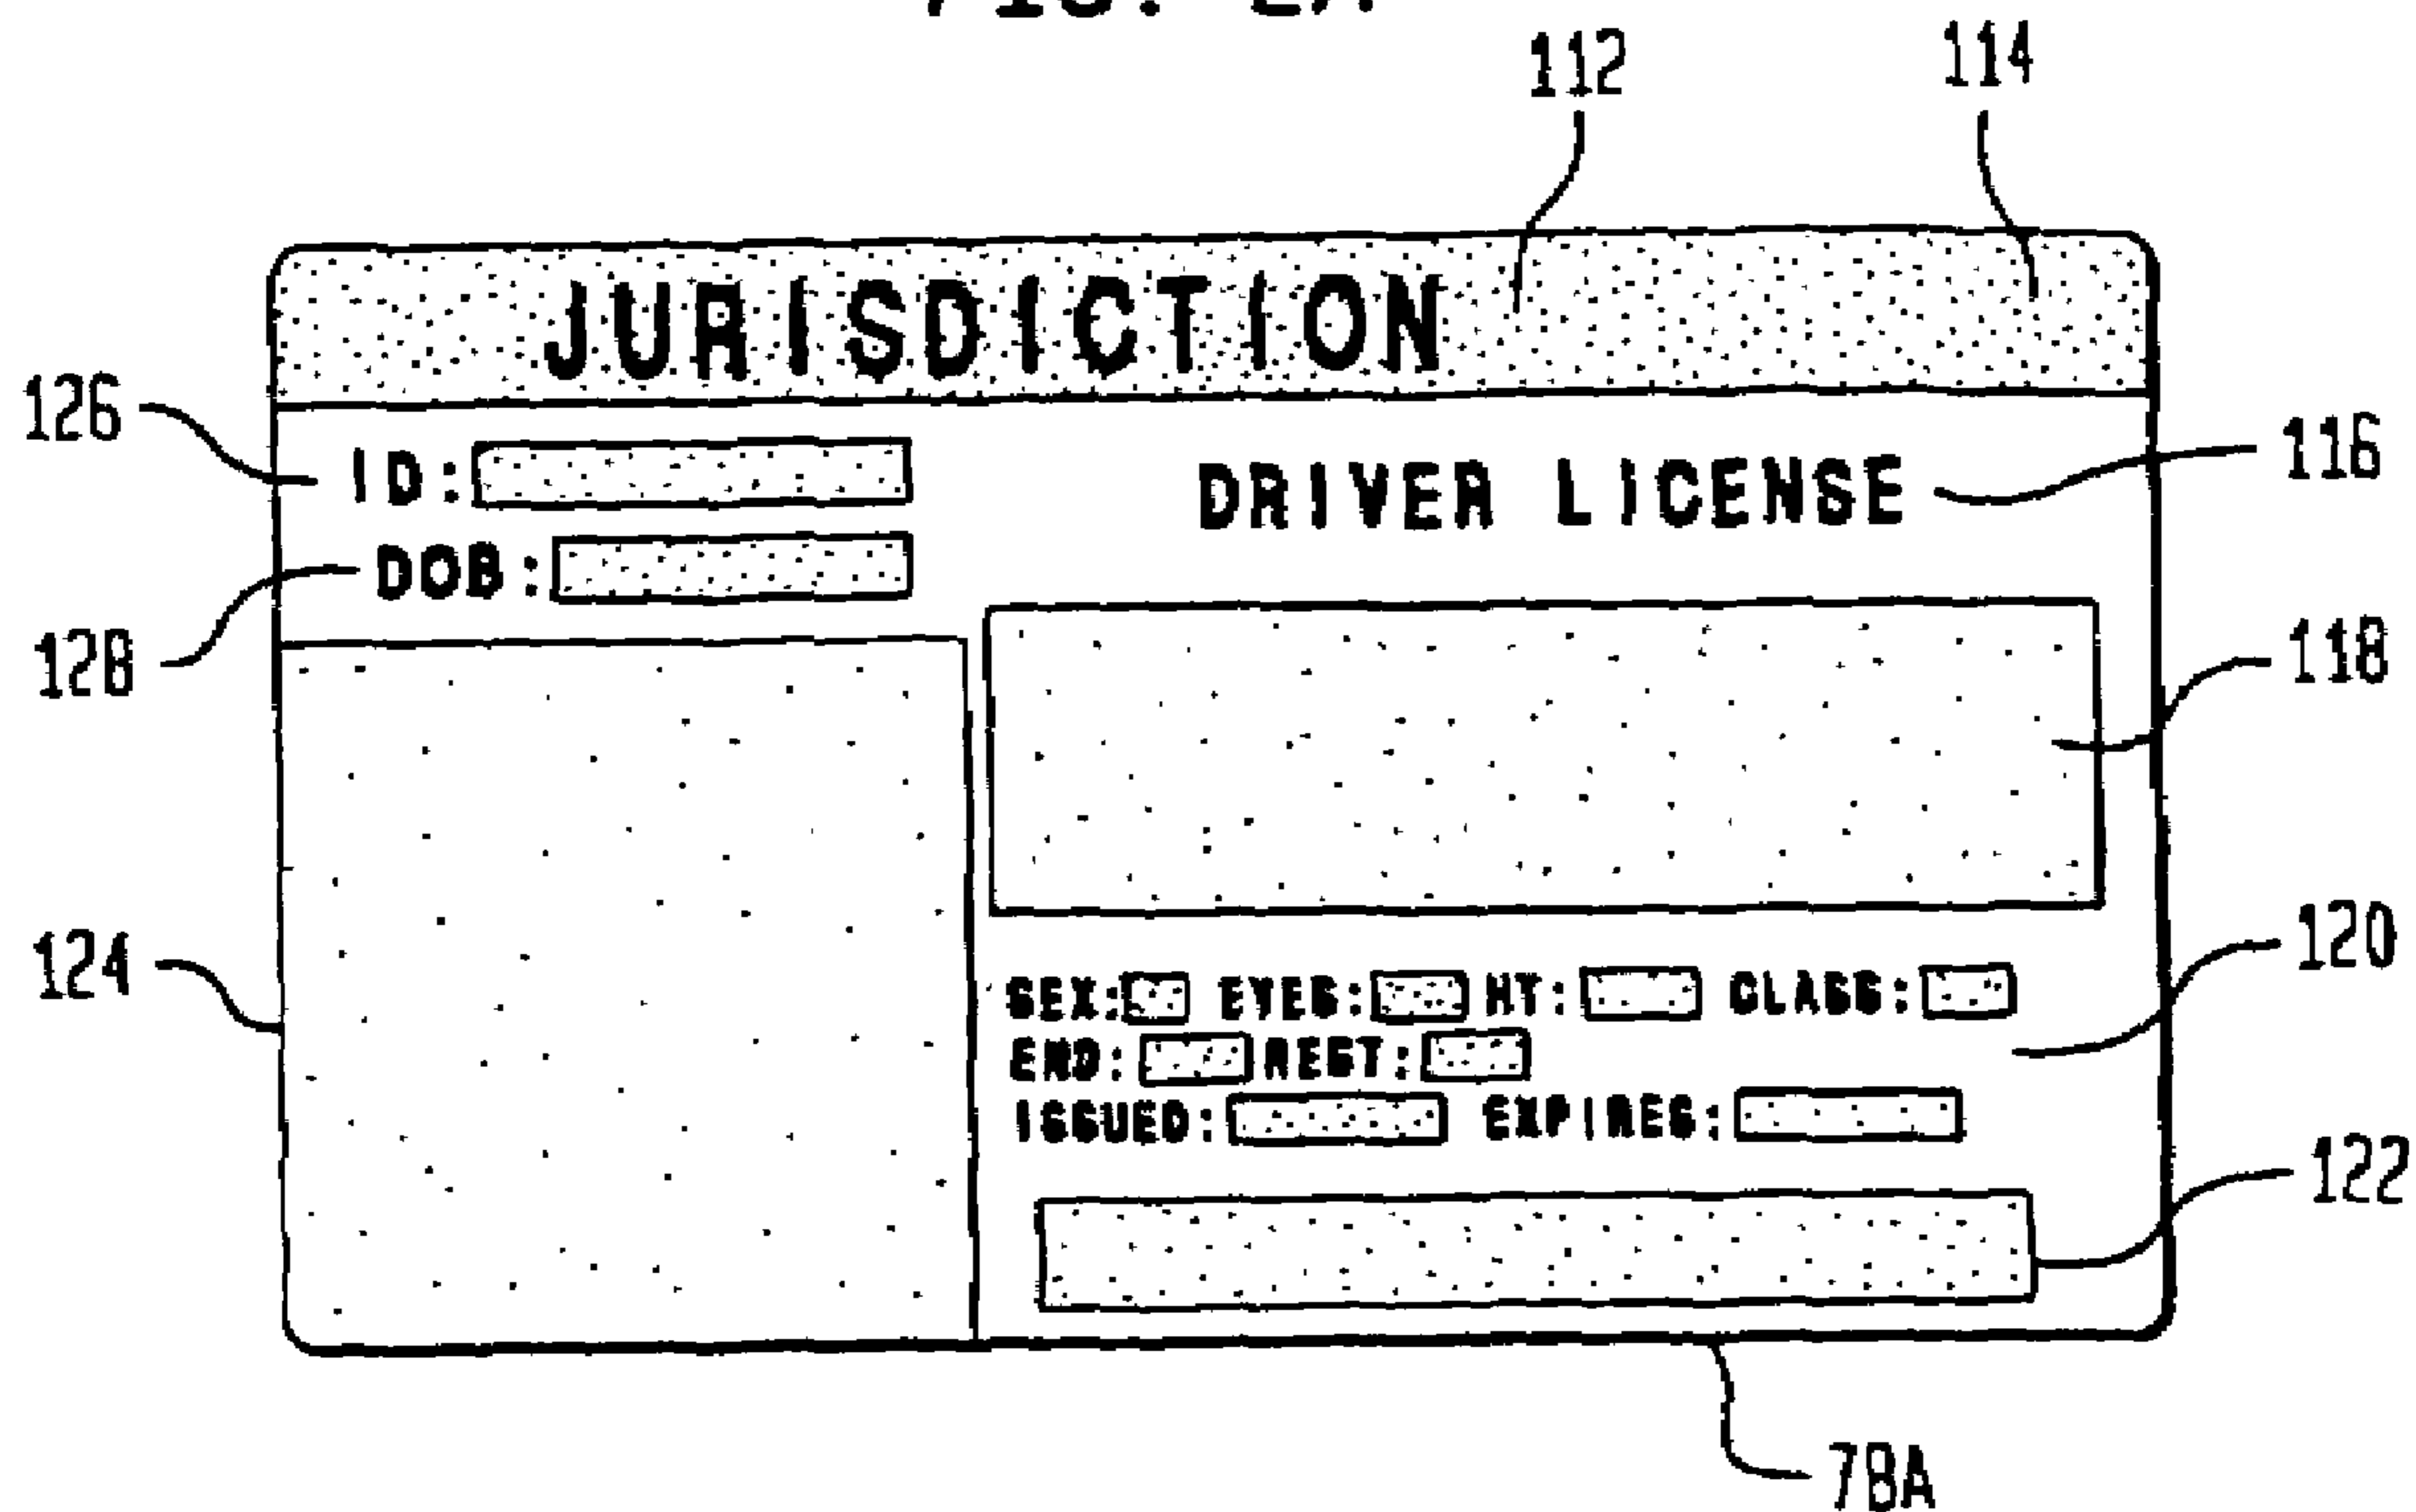 112 114
JURISDICTION
126 ID: DRIVER LICENSE 116
128 DOB:
118
124 SEX: EYES: HT: CLASS: 120
END: REST:
ISSUED: EXPIRES:
122
78A